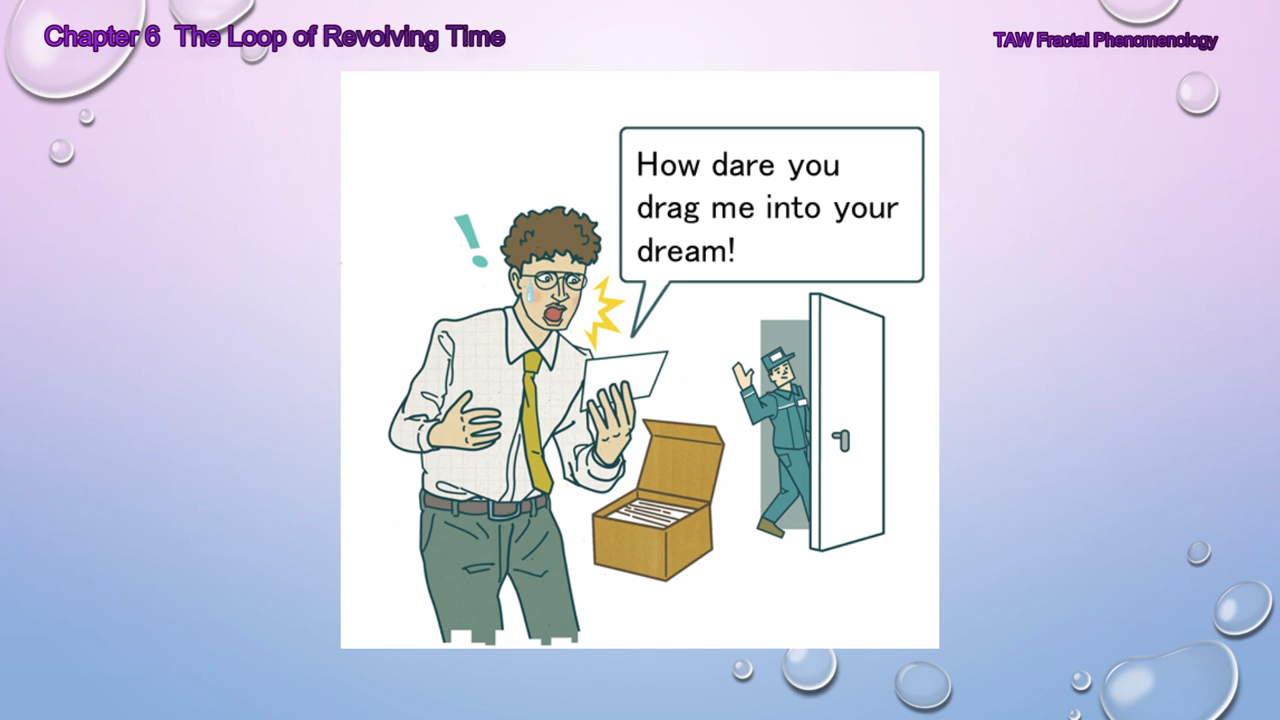 Chapter 6 The Loop of Revolving Time
TAW Fractal Phenomenology
How dare you
drag me into your
dream!
!